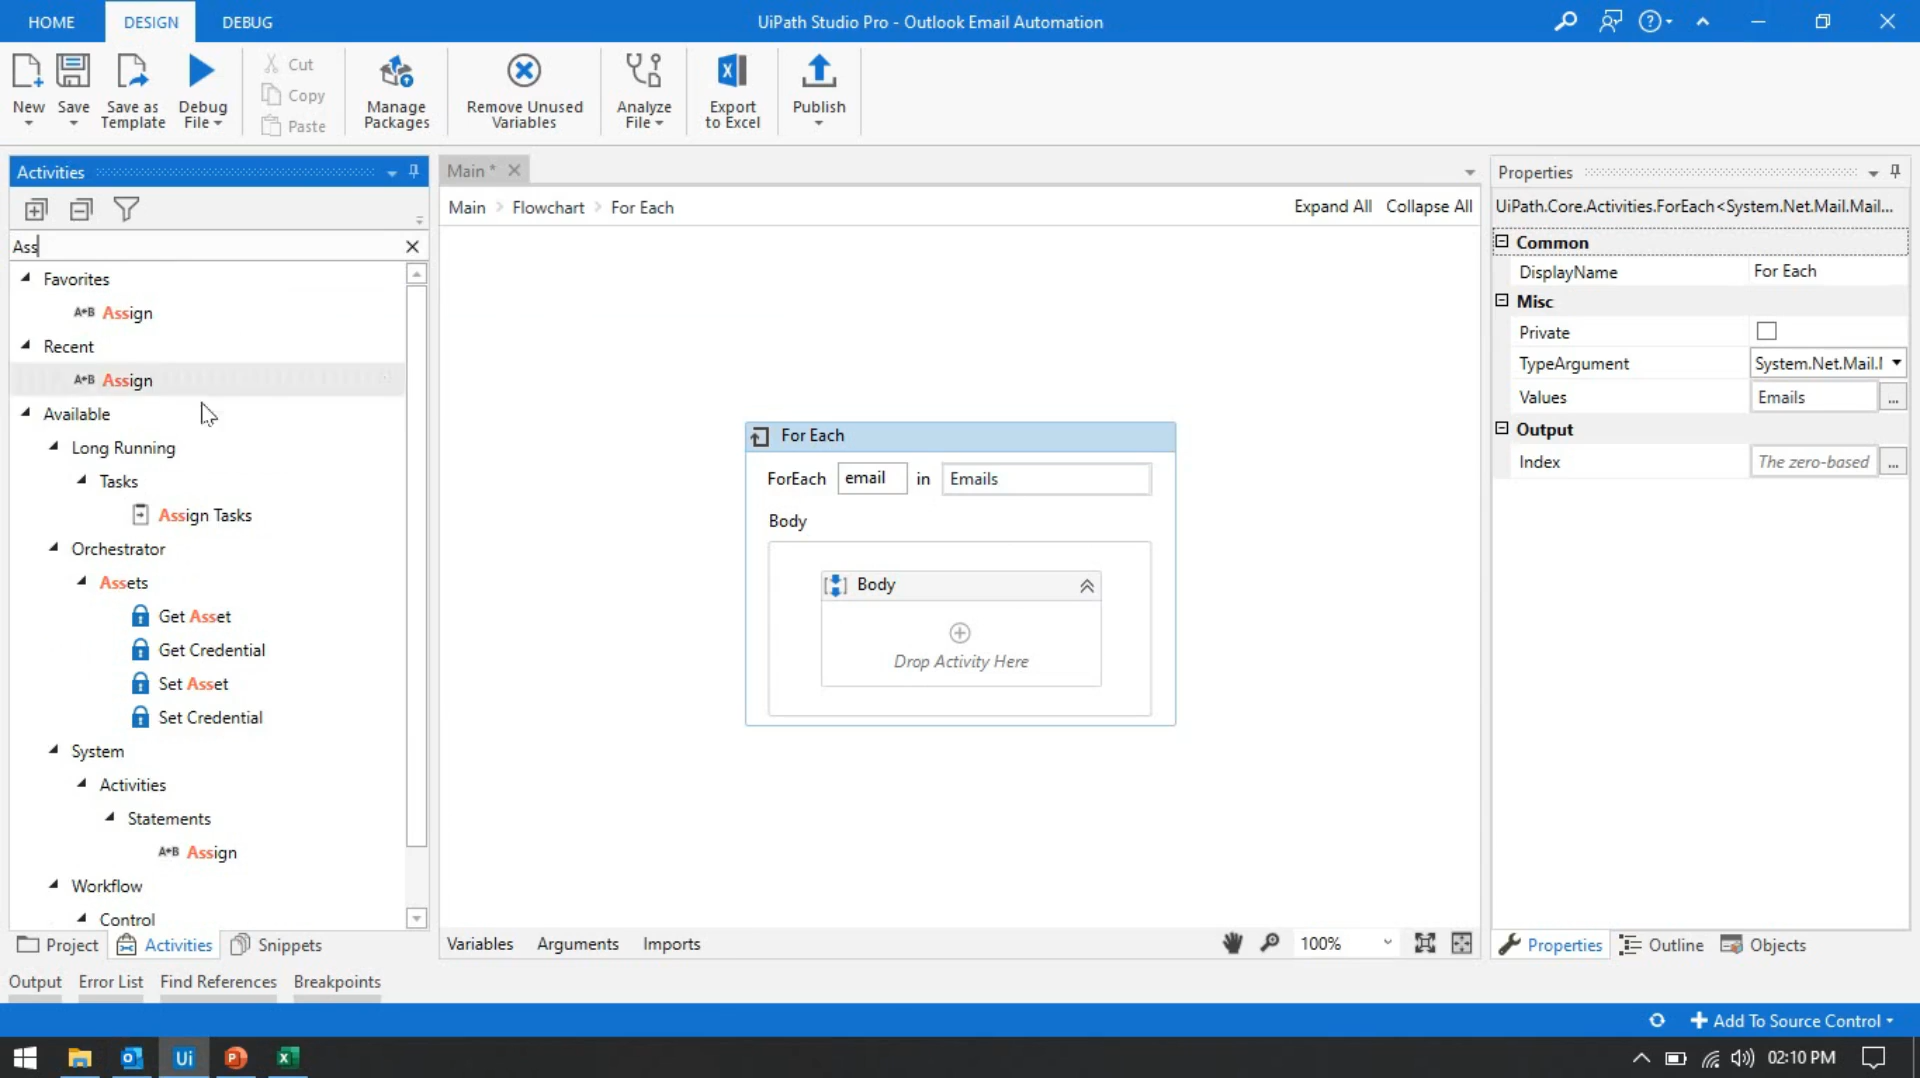 HOME DESIGN DEBUG UiPath Studio Pro - Outlook Email Automation
New Save Save as Template Debug File Cut Copy Paste Manage Packages Remove Unused Variables Analyze File Export to Excel Publish
Activities
Ass
Favorites
A*B Assign
Recent
A*B Assign
Available
Long Running
Tasks
Assign Tasks
Orchestrator
Assets
Get Asset
Get Credential
Set Asset
Set Credential
System
Activities
Statements
A*B Assign
Workflow
Control
Project Activities Snippets
Main *
Main > Flowchart > For Each Expand All Collapse All
For Each
ForEach email in Emails
Body
Body
Drop Activity Here
Variables Arguments Imports 100%
Properties
UiPath.Core.Activities.ForEach<System.Net.Mail.Mail...
Common
DisplayName For Each
Misc
Private
TypeArgument System.Net.Mail.
Values Emails ...
Output
Index The zero-based ...
Properties Outline Objects
Output Error List Find References Breakpoints
Add To Source Control
Ui 02:10 PM